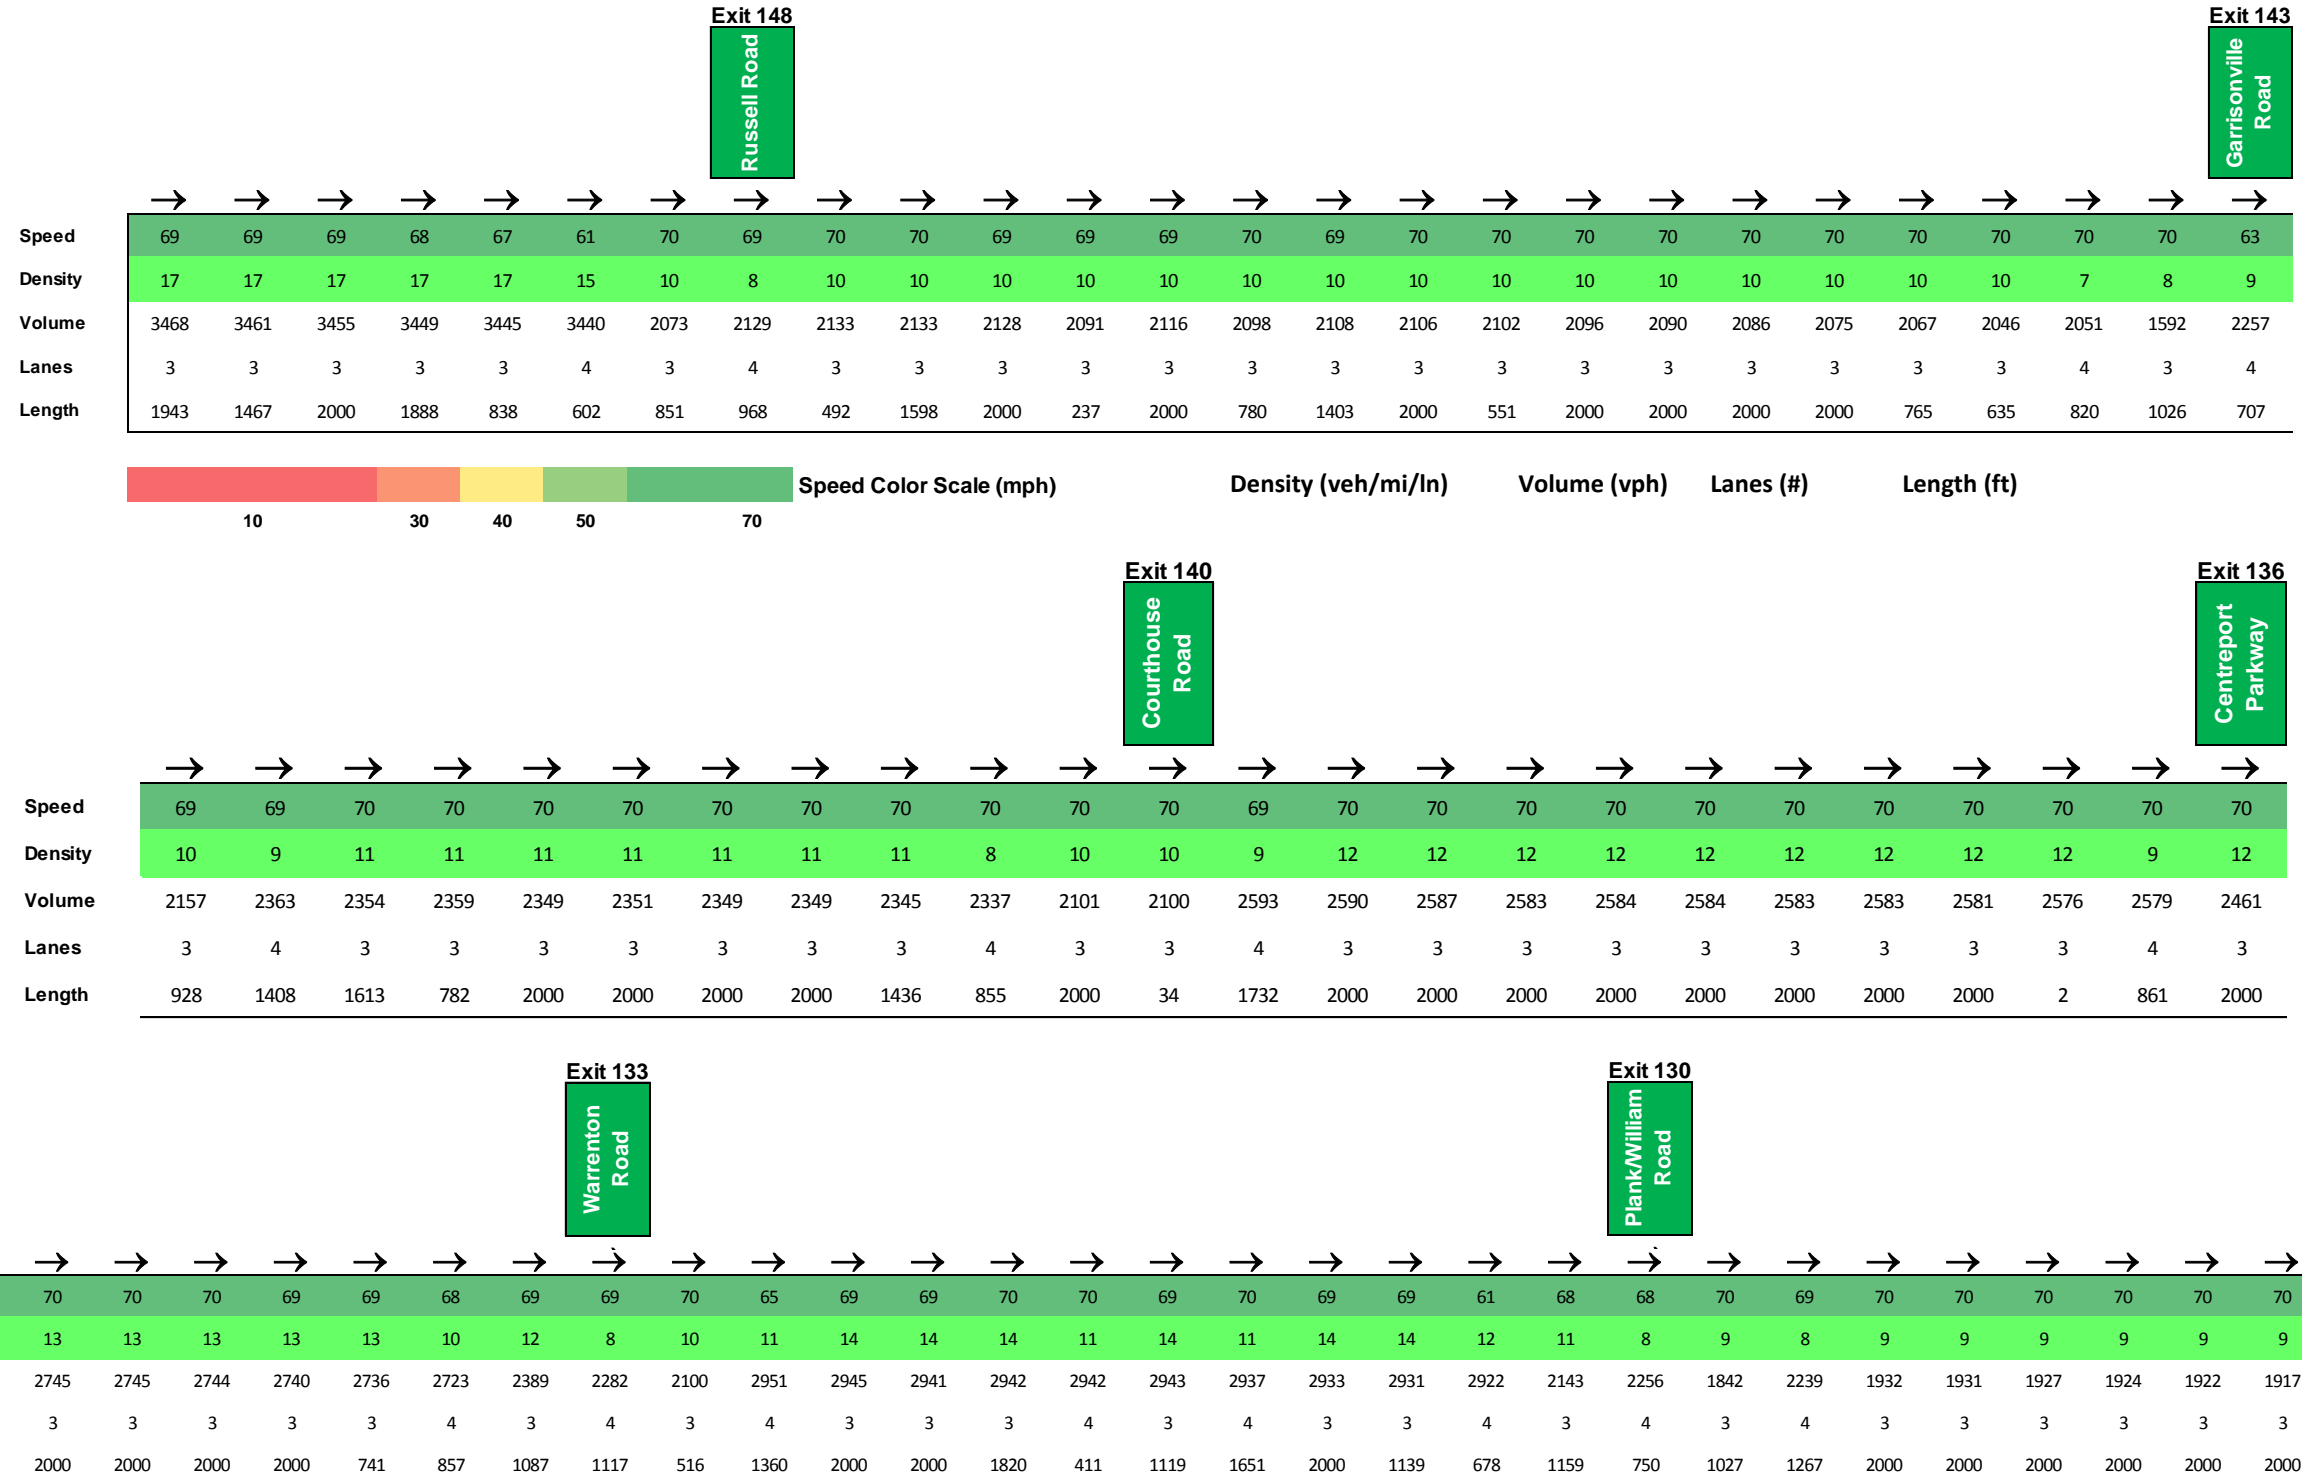 Exit 148 Exit 143
Russell Road Garrisonville
Road
→ → → → → → → → → → → → → → → → → → → → → → → → → →
Speed 69 69 69 68 67 61 70 69 70 70 69 69 69 70 69 70 70 70 70 70 70 70 70 70 70 63
Density 17 17 17 17 17 15 10 8 10 10 10 10 10 10 10 10 10 10 10 10 10 10 10 7 8 9
Volume 3468 3461 3455 3449 3445 3440 2073 2129 2133 2133 2128 2091 2116 2098 2108 2106 2102 2096 2090 2086 2075 2067 2046 2051 1592 2257
Lanes 3 3 3 3 3 4 3 4 3 3 3 3 3 3 3 3 3 3 3 3 3 3 3 4 3 4
Length 1943 1467 2000 1888 838 602 851 968 492 1598 2000 237 2000 780 1403 2000 551 2000 2000 2000 2000 765 635 820 1026 707
Speed Color Scale (mph) Density (veh/mi/ln) Volume (vph) Lanes (#) Length (ft)
10 30 40 50 70
Exit 140 Exit 136
Courthouse
Road
Centreport
Parkway
→ → → → → → → → → → → → → → → → → → → → → → → →
Speed 69 69 70 70 70 70 70 70 70 70 70 70 69 70 70 70 70 70 70 70 70 70 70 70
Density 10 9 11 11 11 11 11 11 11 8 10 10 9 12 12 12 12 12 12 12 12 12 9 12
Volume 2157 2363 2354 2359 2349 2351 2349 2349 2345 2337 2101 2100 2593 2590 2587 2583 2584 2584 2583 2583 2581 2576 2579 2461
Lanes 3 4 3 3 3 3 3 3 3 4 3 3 4 3 3 3 3 3 3 3 3 3 4 3
Length 928 1408 1613 782 2000 2000 2000 2000 1436 855 2000 34 1732 2000 2000 2000 2000 2000 2000 2000 2000 2 861 2000
Exit 133 Exit 130
Warrenton
Road
Plank/William
Road
→ → → → → → → → → → → → → → → → → → → → → → → → → → → → →
70 70 70 69 69 68 69 69 70 65 69 69 70 70 69 70 69 69 61 68 68 70 69 70 70 70 70 70 70
13 13 13 13 13 10 12 8 10 11 14 14 14 11 14 11 14 14 12 11 8 9 8 9 9 9 9 9 9
2745 2745 2744 2740 2736 2723 2389 2282 2100 2951 2945 2941 2942 2942 2943 2937 2933 2931 2922 2143 2256 1842 2239 1932 1931 1927 1924 1922 1917
3 3 3 3 3 4 3 4 3 4 3 3 3 4 3 4 3 3 4 3 4 3 4 3 3 3 3 3 3
2000 2000 2000 2000 741 857 1087 1117 516 1360 2000 2000 1820 411 1119 1651 2000 1139 678 1159 750 1027 1267 2000 2000 2000 2000 2000 2000